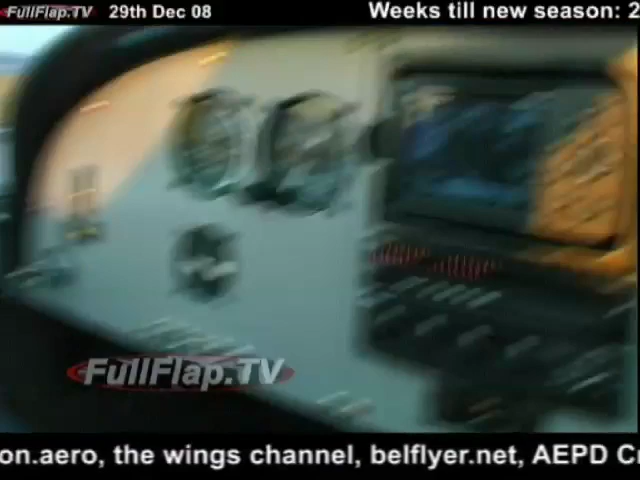 FullFlap.TV 29th Dec 08 Weeks till new season: 2
FullFlap.TV
on.aero, the wings channel, belflyer.net, AEPD Cr